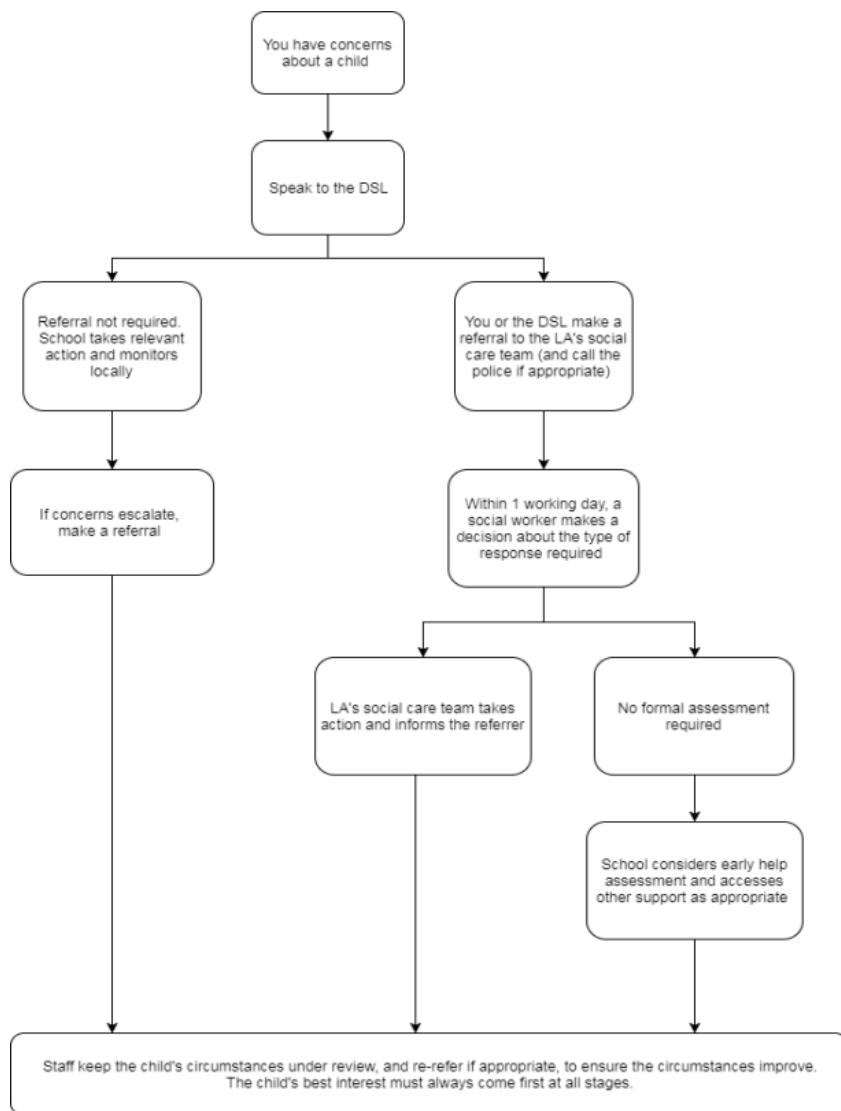 You have concerns
about a child
Speak to the DSL
Referral not required.
School takes relevant
action and monitors
locally
You or the DSL make a
referral to the LA's social
care team (and call the
police if appropriate)
If concerns escalate,
make a referral
Within 1 working day, a
social worker makes a
decision about the type of
response required
LA's social care team takes
action and informs the referrer
No formal assessment
required
School considers early help
assessment and accesses
other support as appropriate
Staff keep the child's circumstances under review, and re-refer if appropriate, to ensure the circumstances improve.
The child's best interest must always come first at all stages.